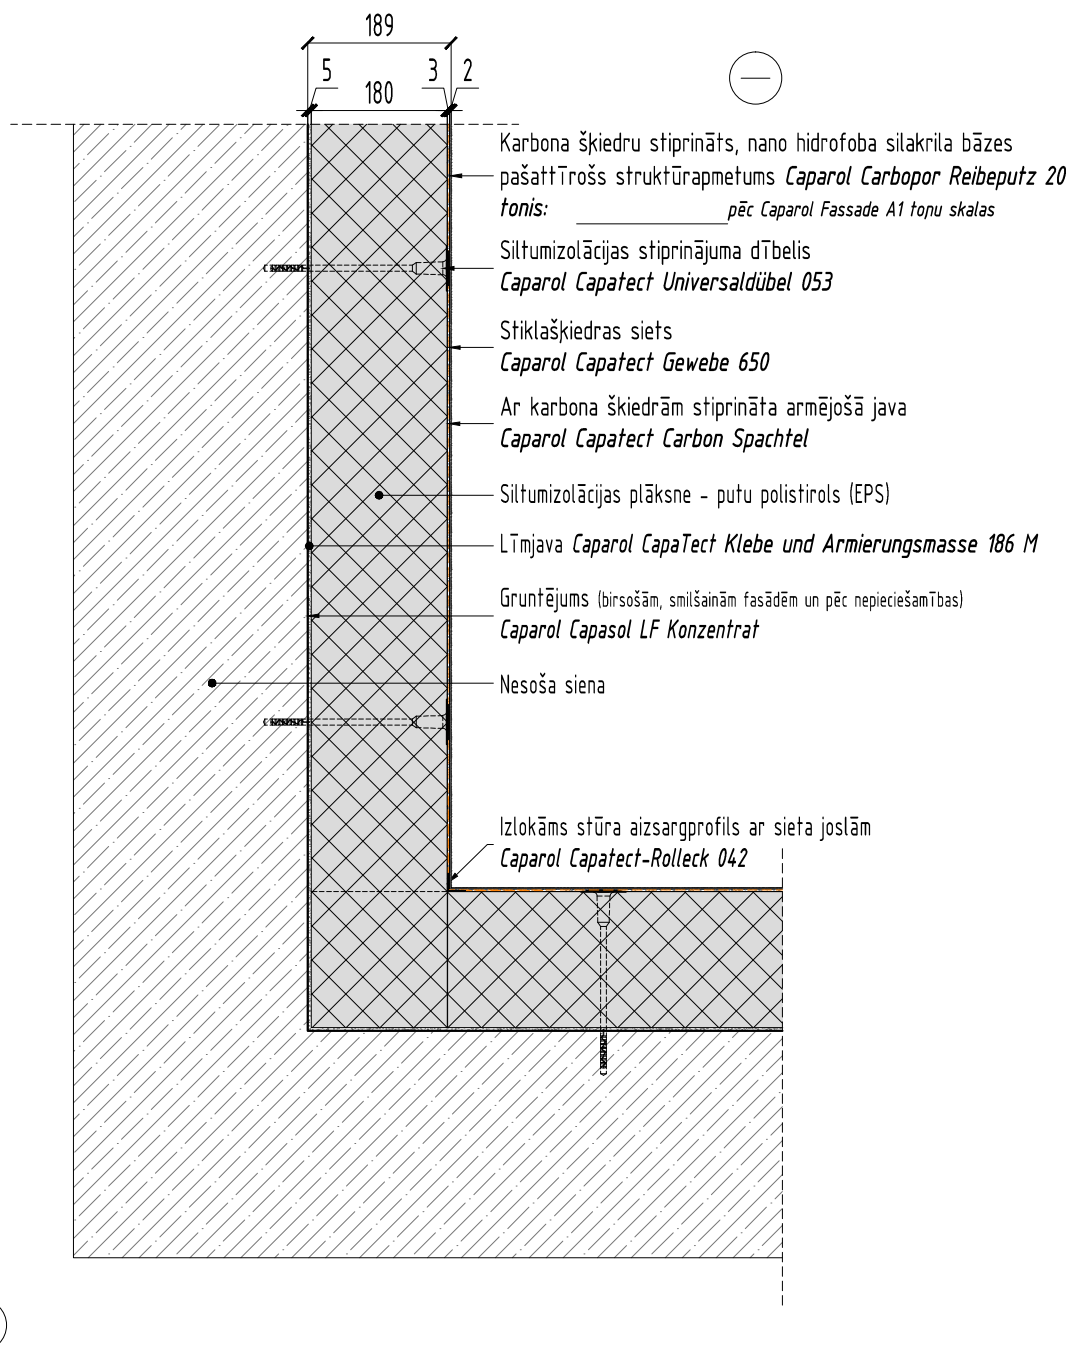 189
5
3
2
180
Karbona šķiedru stiprināts, nano hidrofoba silakrila bāzes
pašattīrošs struktūrapmetums Caparol Carbopor Reibeputz 20
tonis: ________________ pēc Caparol Fassade A1 toņu skalas
Siltumizolācijas stiprinājuma dībelis
Caparol Capatect Universaldübel 053
Stiklašķiedras siets
Caparol Capatect Gewebe 650
Ar karbona šķiedrām stiprināta armējošā java
Caparol Capatect Carbon Spachtel
Siltumizolācijas plāksne - putu polistirols (EPS)
Līmjava Caparol CapaTect Klebe und Armierungsmasse 186 M
Gruntējums (birsošām, smilšainām fasādēm un pēc nepieciešamības)
Caparol Capasol LF Konzentrat
Nesoša siena
Izlokāms stūra aizsargprofils ar sieta joslām
Caparol Capatect-Rolleck 042